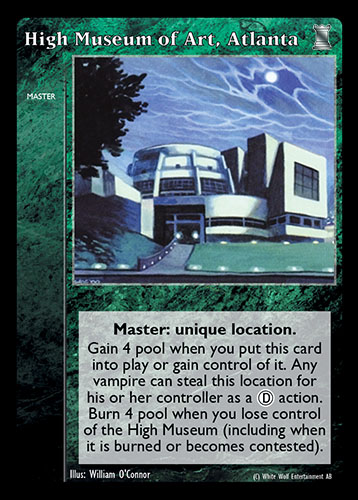 High Museum of Art, Atlanta
MASTER
Master: unique location.
Gain 4 pool when you put this card
into play or gain control of it. Any
vampire can steal this location for
his or her controller as a Ⓓ action.
Burn 4 pool when you lose control
of the High Museum (including when
it is burned or becomes contested).
Illus: William O'Connor
(C) White Wolf Entertainment AB